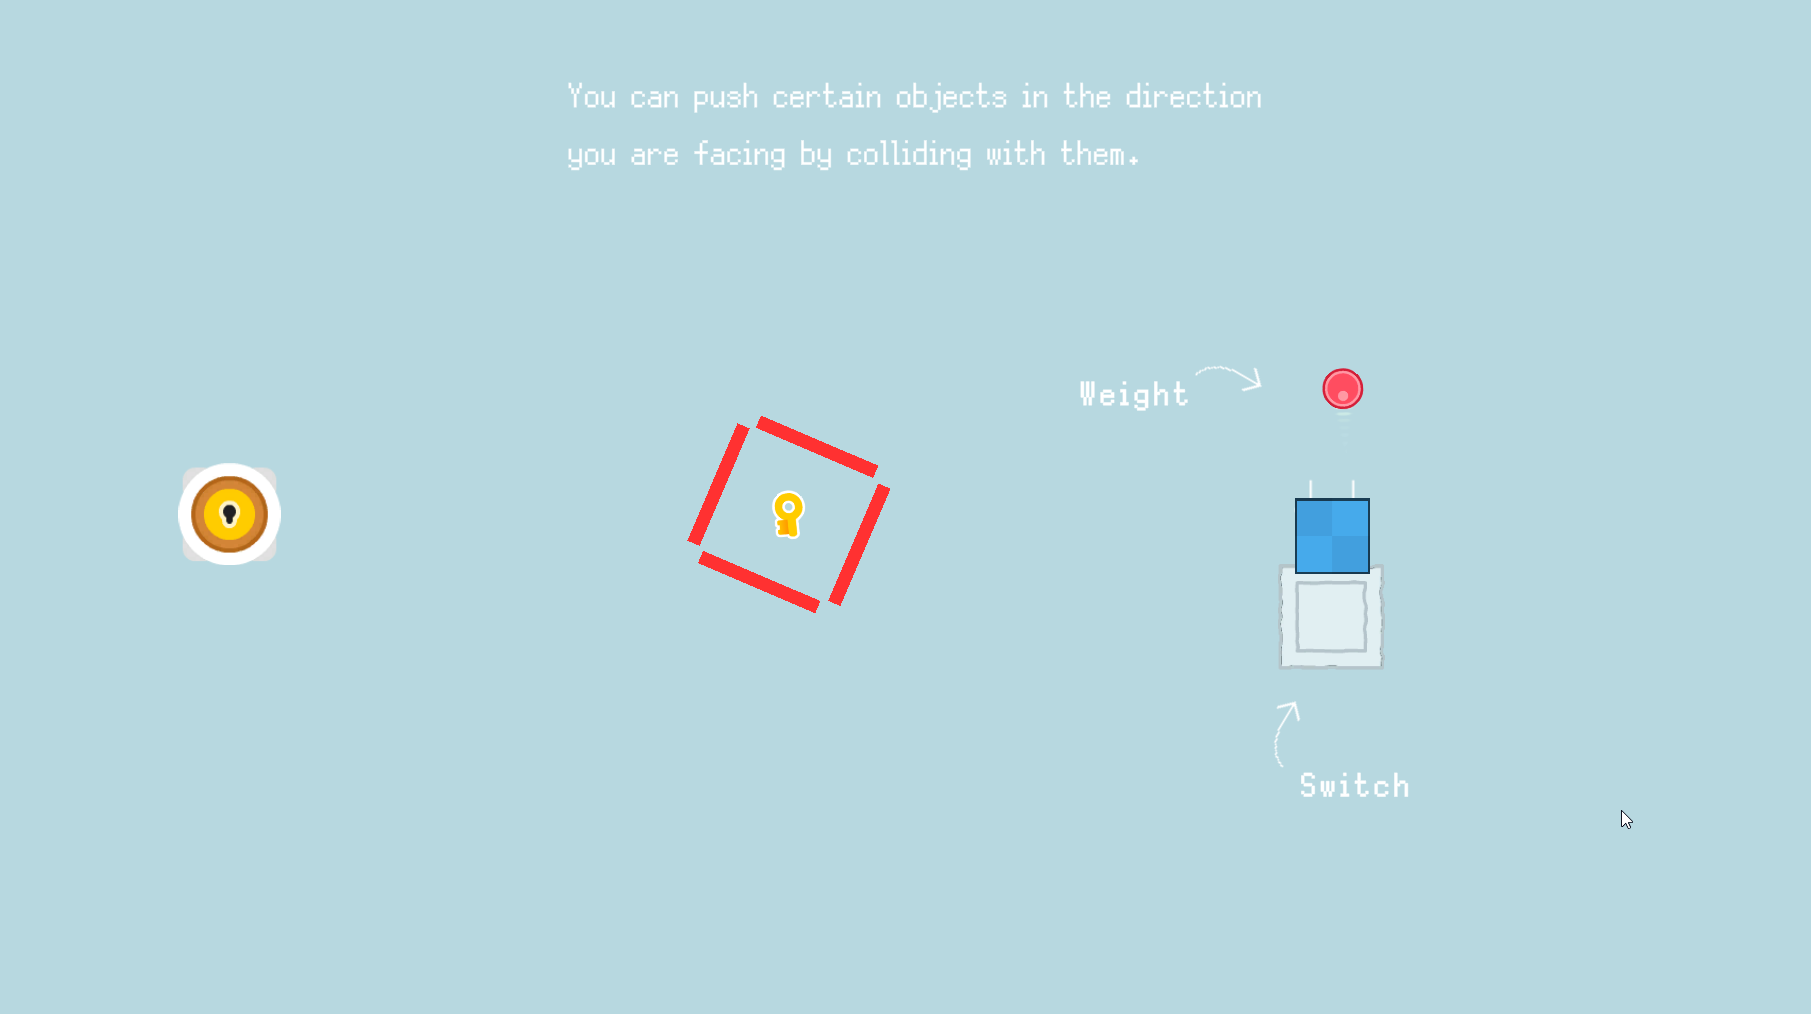 You can push certain objects in the direction
you are facing by colliding with them.
Weight
Switch